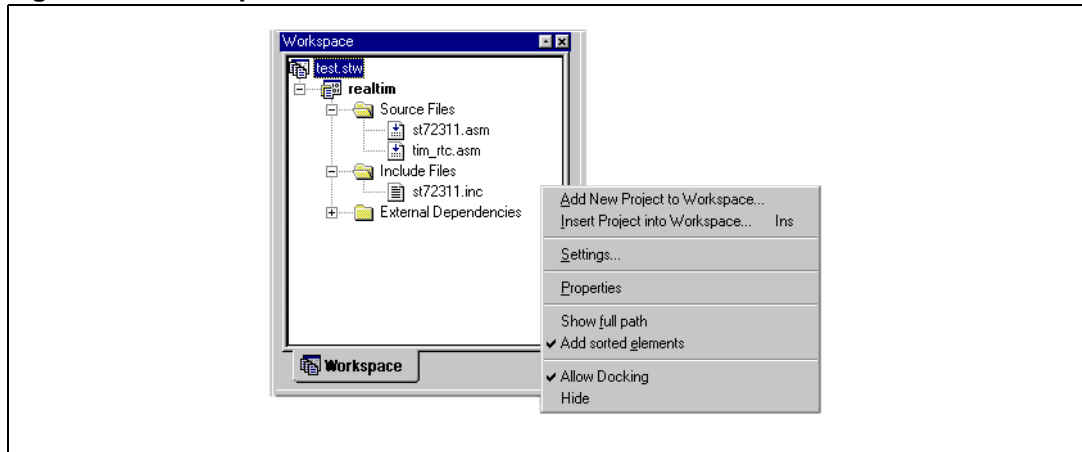 Workspace
test.stw
realtim
Source Files
st72311.asm
tim_rtc.asm
Include Files
st72311.inc
External Dependencies
Workspace
Add New Project to Workspace...
Insert Project into Workspace... Ins
Settings...
Properties
Show full path
Add sorted elements
Allow Docking
Hide